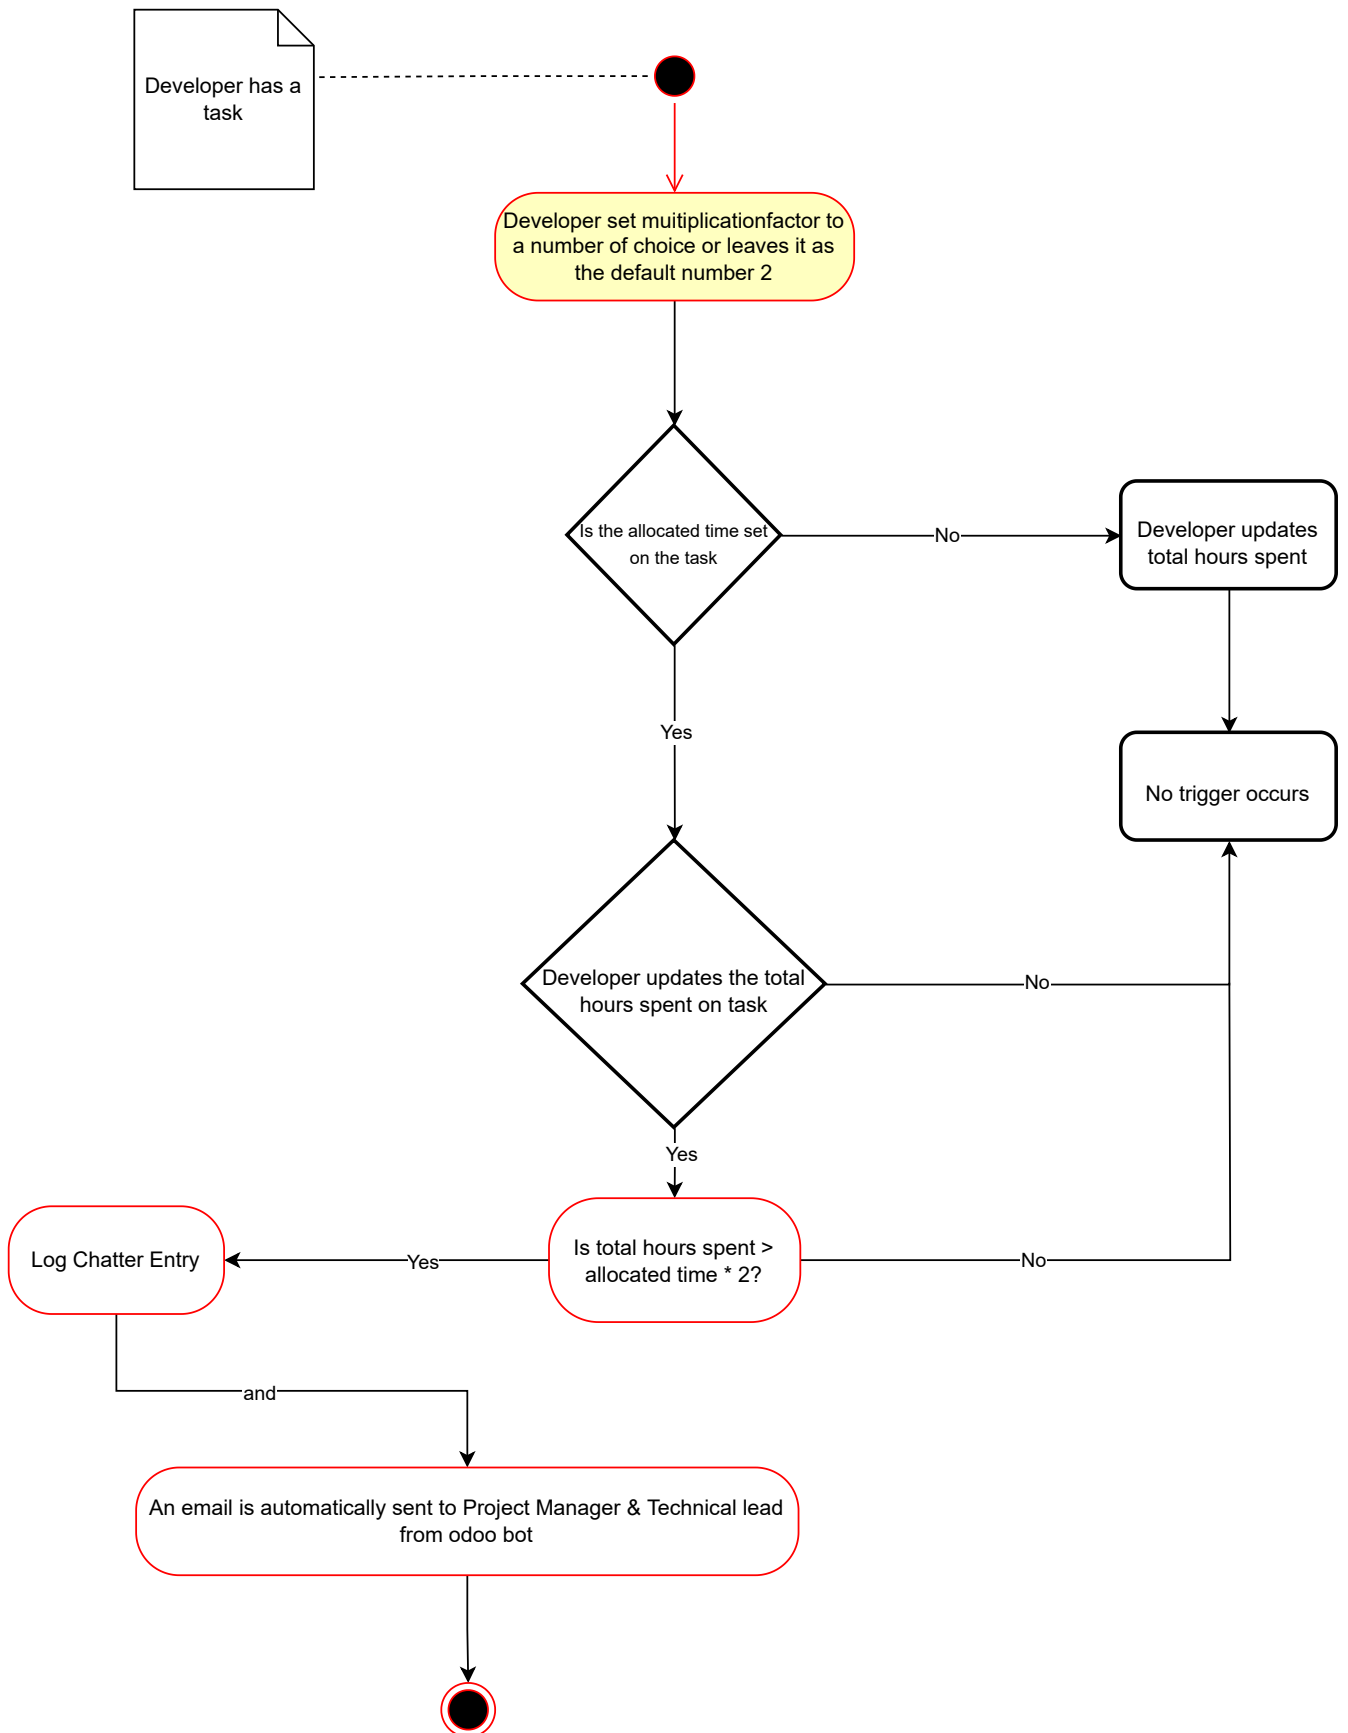 Developer has a
task
Developer set muitiplicationfactor to
a number of choice or leaves it as
the default number 2
Is the allocated time set
on the task
No
Developer updates
total hours spent
Yes
No trigger occurs
Developer updates the total
hours spent on task
No
Yes
Is total hours spent >
allocated time * 2?
Yes
No
Log Chatter Entry
and
An email is automatically sent to Project Manager & Technical lead
from odoo bot